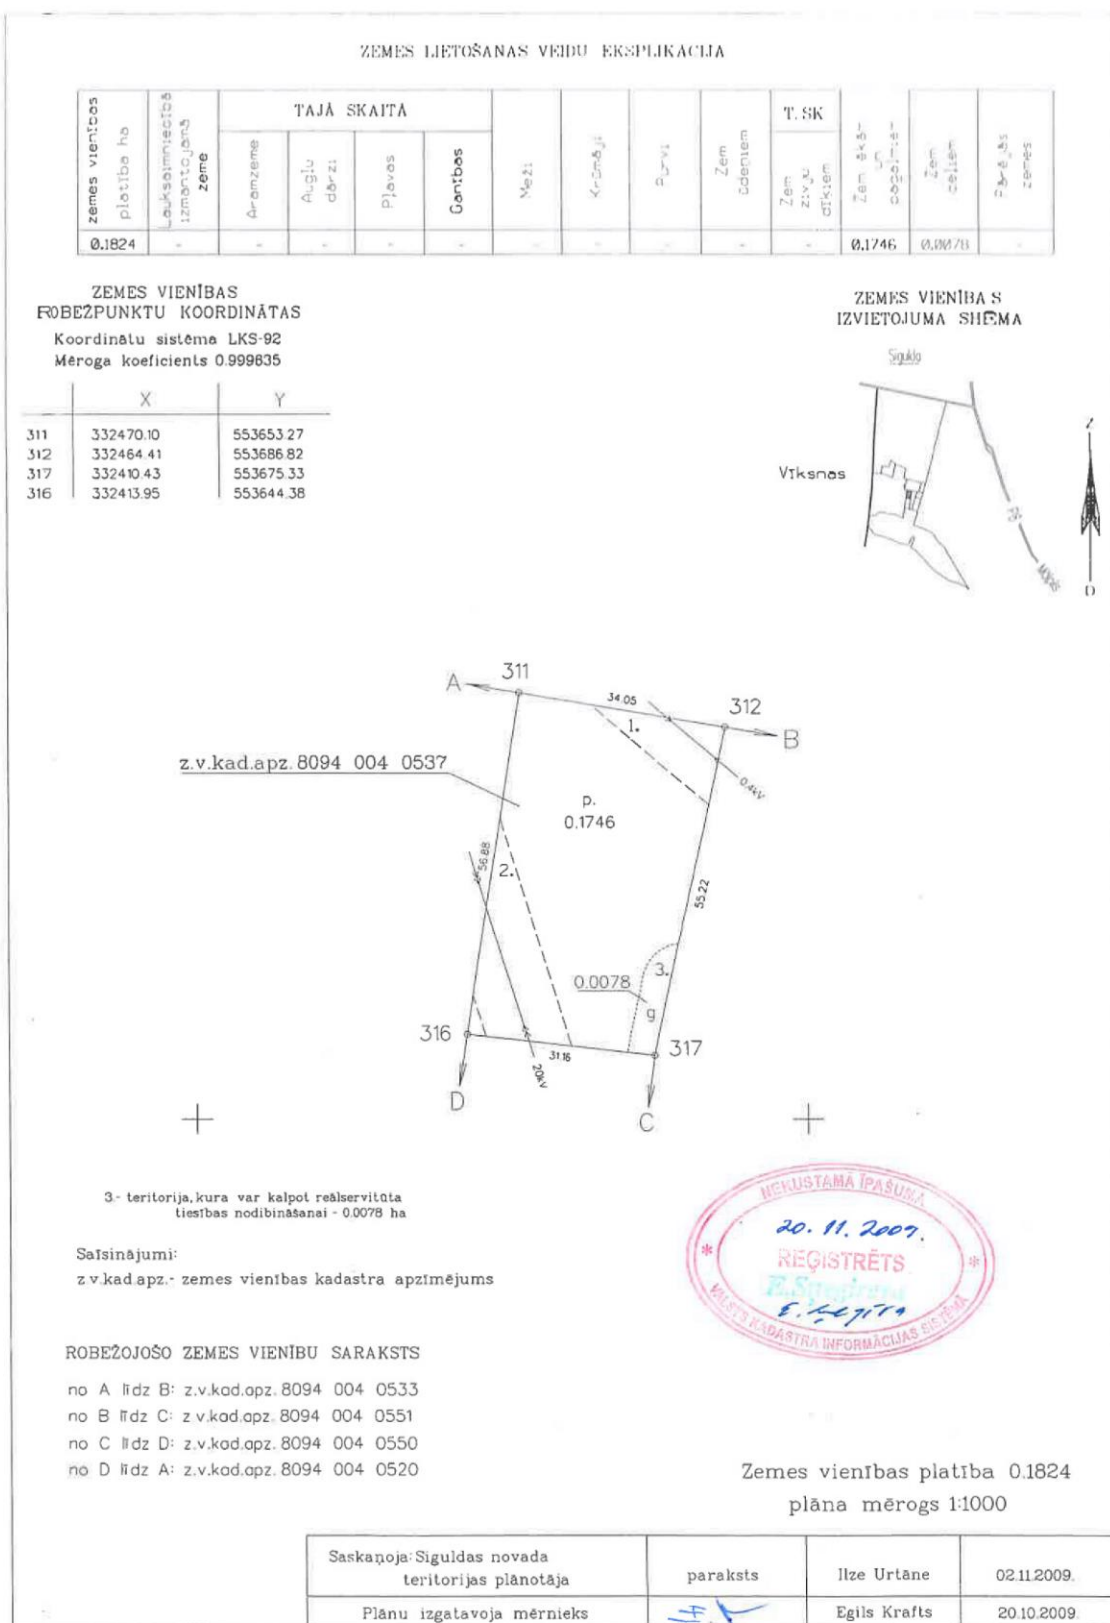 ZEMES LIETOŠANAS VEIDU EKSPLIKĀCIJA
zemes vienības platība ha
Lauksaimniecībā izmantojamā zeme
TAJĀ SKAITĀ
Aramzeme
Augļu dārzi
Pļavas
Ganības
Meži
Krūmāji
Purvi
Zem ūdeņiem
T. SK
Zem zivju dīķiem
Zem ēkām un pagalmiem
Zem ceļiem
Pārējās zemes
0.1824 - - - - - - - - - - 0.1746 0.0078 -
ZEMES VIENĪBAS
ROBEŽPUNKTU KOORDINĀTAS
Koordinātu sistēma LKS-92
Mēroga koeficients 0.999835
X Y
311 332470.10 553653.27
312 332464.41 553686.82
317 332410.43 553675.33
316 332413.95 553644.38
ZEMES VIENĪBAS
IZVIETOJUMA SHĒMA
Sigulda
Vīksnas
P8
Mālpils
Z
D
311
A
34.05
312
B
1.
0.4kV
z.v.kad.apz. 8094 004 0537
p.
0.1746
56.88
2.
55.22
3.
0.0078
g
316
317
31.16
20kV
D
C
3.- teritorija, kura var kalpot reālservitūta
tiesības nodibināšanai - 0.0078 ha
Saīsinājumi:
z.v.kad.apz.- zemes vienības kadastra apzīmējums
NEKUSTAMĀ ĪPAŠUMA
20. 11. 2009.
REĢISTRĒTS
VALSTS KADASTRA INFORMĀCIJAS SISTĒMĀ
ROBEŽOJOŠO ZEMES VIENĪBU SARAKSTS
no A līdz B: z.v.kad.apz. 8094 004 0533
no B līdz C: z.v.kad.apz. 8094 004 0551
no C līdz D: z.v.kad.apz. 8094 004 0550
no D līdz A: z.v.kad.apz. 8094 004 0520
Zemes vienības platība 0.1824
plāna mērogs 1:1000
Saskaņoja: Siguldas novada
teritorijas plānotāja
paraksts
Ilze Urtāne
02.11.2009.
Plānu izgatavoja mērnieks
Egils Krafts
20.10.2009.